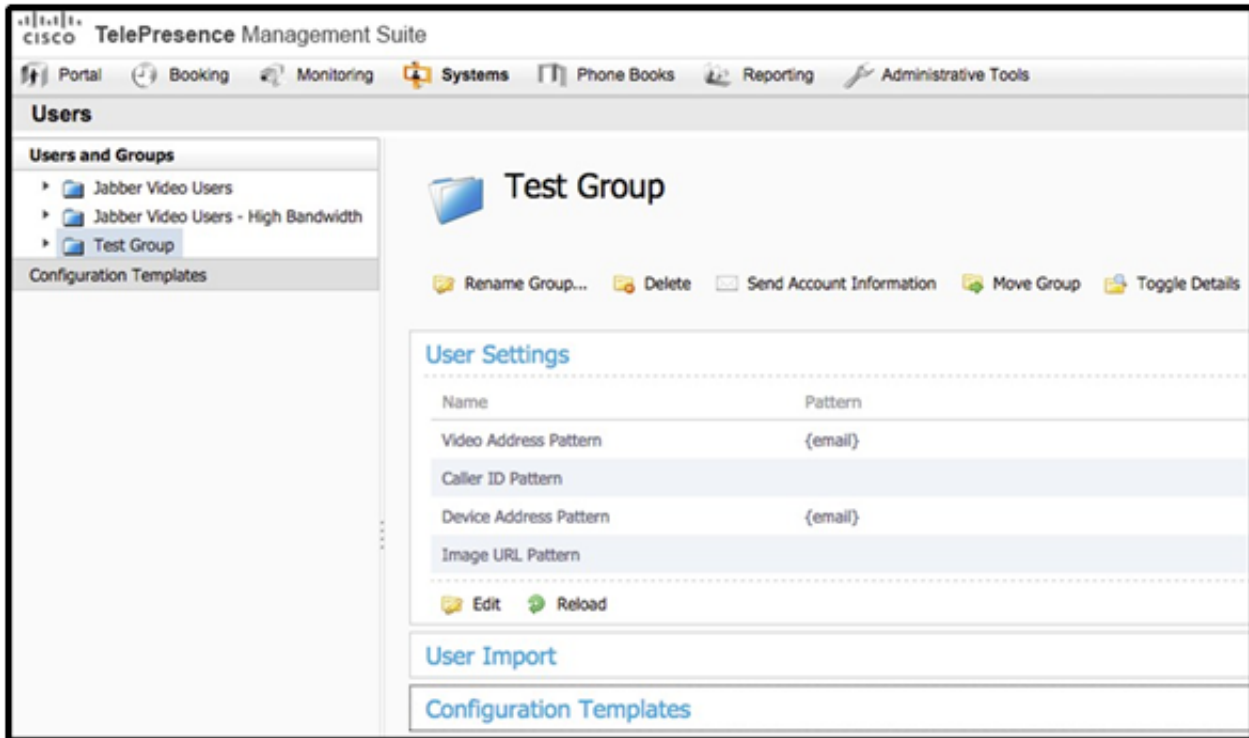 CISCO TelePresence Management Suite
Portal Booking Monitoring Systems Phone Books Reporting Administrative Tools
Users
Users and Groups
Jabber Video Users
Jabber Video Users - High Bandwidth
Test Group
Configuration Templates
Test Group
Rename Group... Delete Send Account Information Move Group Toggle Details
User Settings
Name Pattern
Video Address Pattern {email}
Caller ID Pattern
Device Address Pattern {email}
Image URL Pattern
Edit Reload
User Import
Configuration Templates